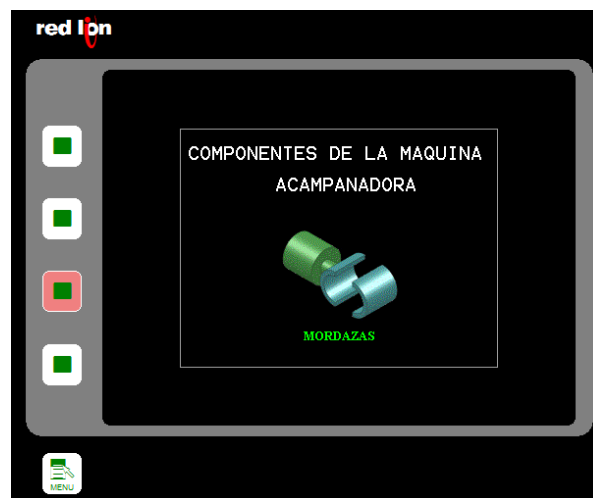 red lion
COMPONENTES DE LA MAQUINA
ACAMPANADORA
MORDAZAS
MENU